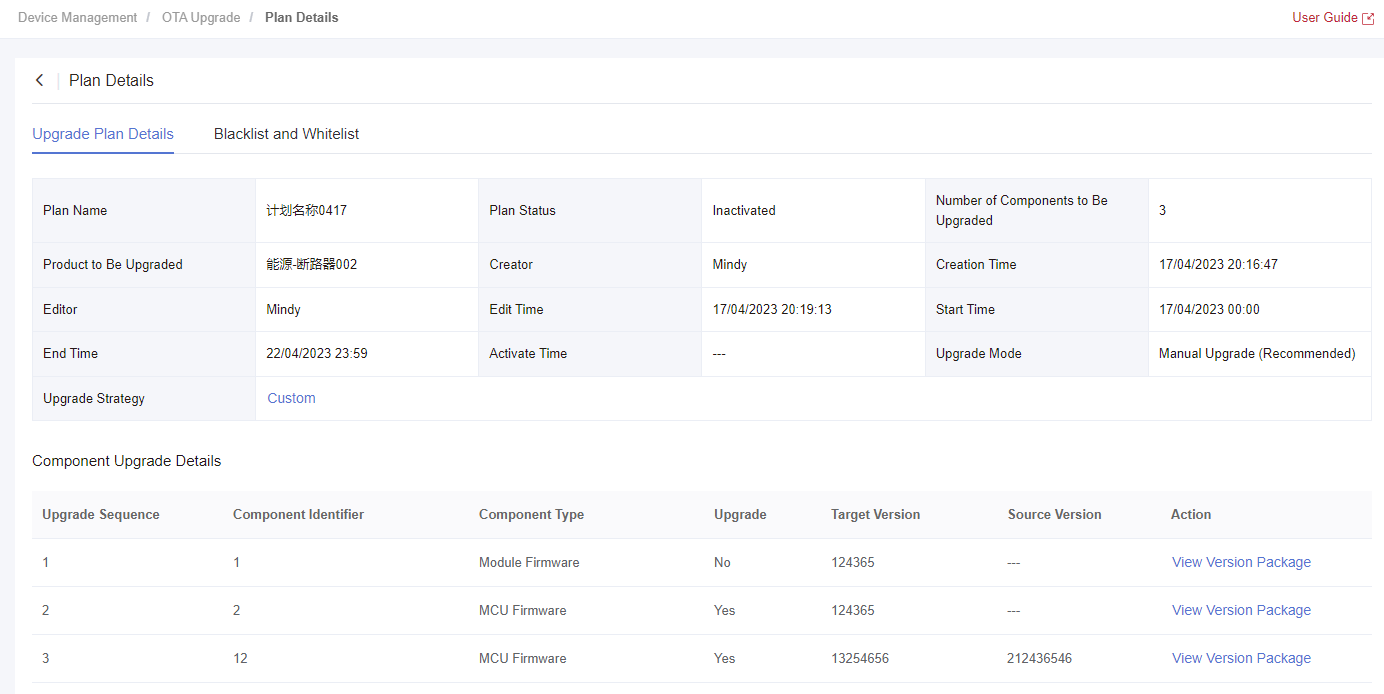 Device Management / OTA Upgrade / Plan Details
User Guide
Plan Details
Upgrade Plan Details Blacklist and Whitelist
Plan Name 计划名称0417 Plan Status Inactivated Number of Components to Be
Upgraded 3
Product to Be Upgraded 能源-断路器002 Creator Mindy Creation Time 17/04/2023 20:16:47
Editor Mindy Edit Time 17/04/2023 20:19:13 Start Time 17/04/2023 00:00
End Time 22/04/2023 23:59 Activate Time --- Upgrade Mode Manual Upgrade (Recommended)
Upgrade Strategy Custom
Component Upgrade Details
Upgrade Sequence Component Identifier Component Type Upgrade Target Version Source Version Action
1 1 Module Firmware No 124365 --- View Version Package
2 2 MCU Firmware Yes 124365 --- View Version Package
3 12 MCU Firmware Yes 13254656 212436546 View Version Package